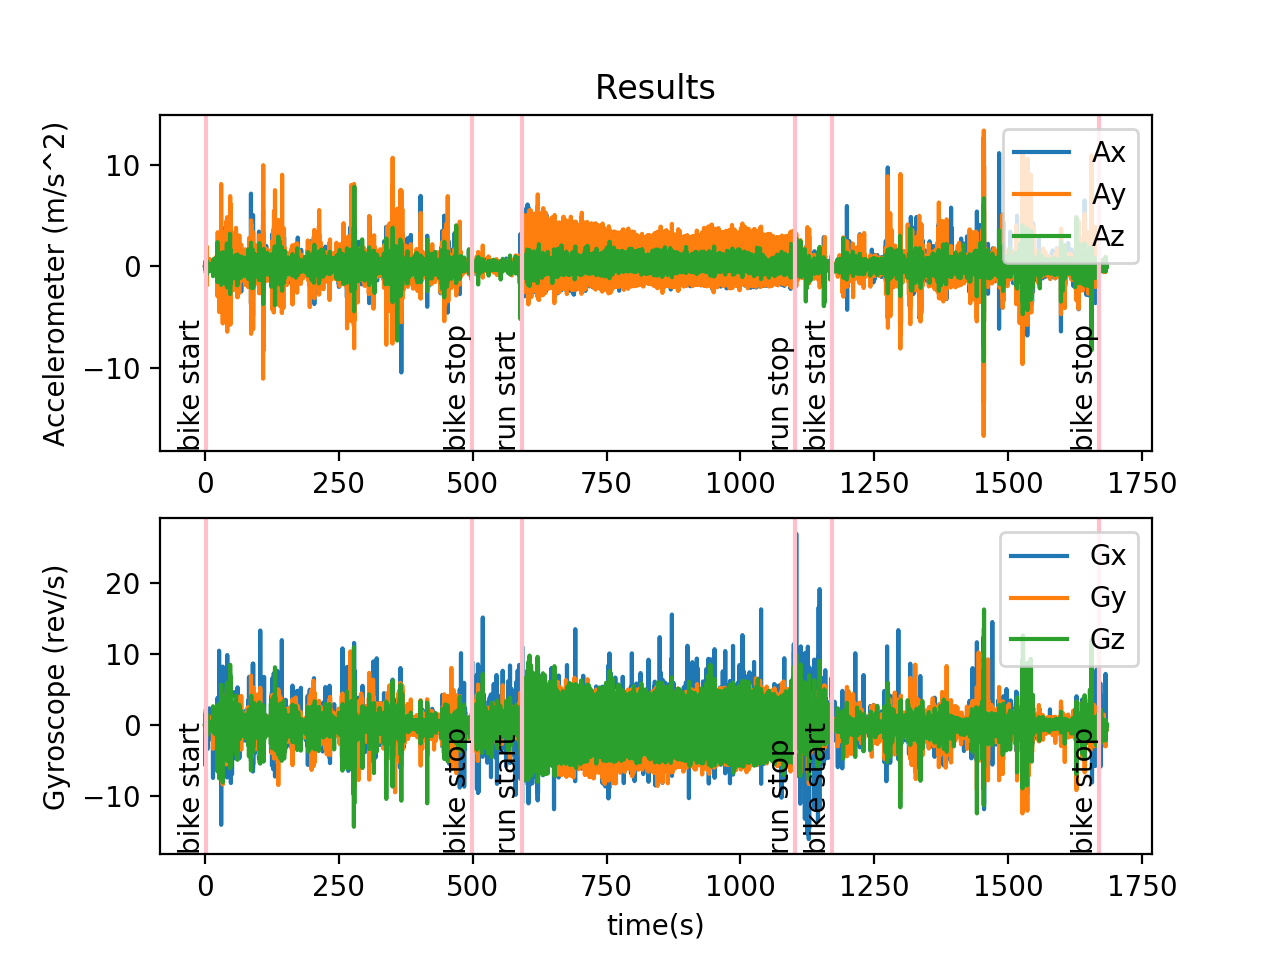 Results
Accelerometer (m/s^2)
10
0
−10
bike start
bike stop
run start
run stop
bike start
bike stop
Ax
Ay
Az
0 250 500 750 1000 1250 1500 1750
Gyroscope (rev/s)
20
10
0
−10
bike start
bike stop
run start
run stop
bike start
bike stop
Gx
Gy
Gz
0 250 500 750 1000 1250 1500 1750
time(s)